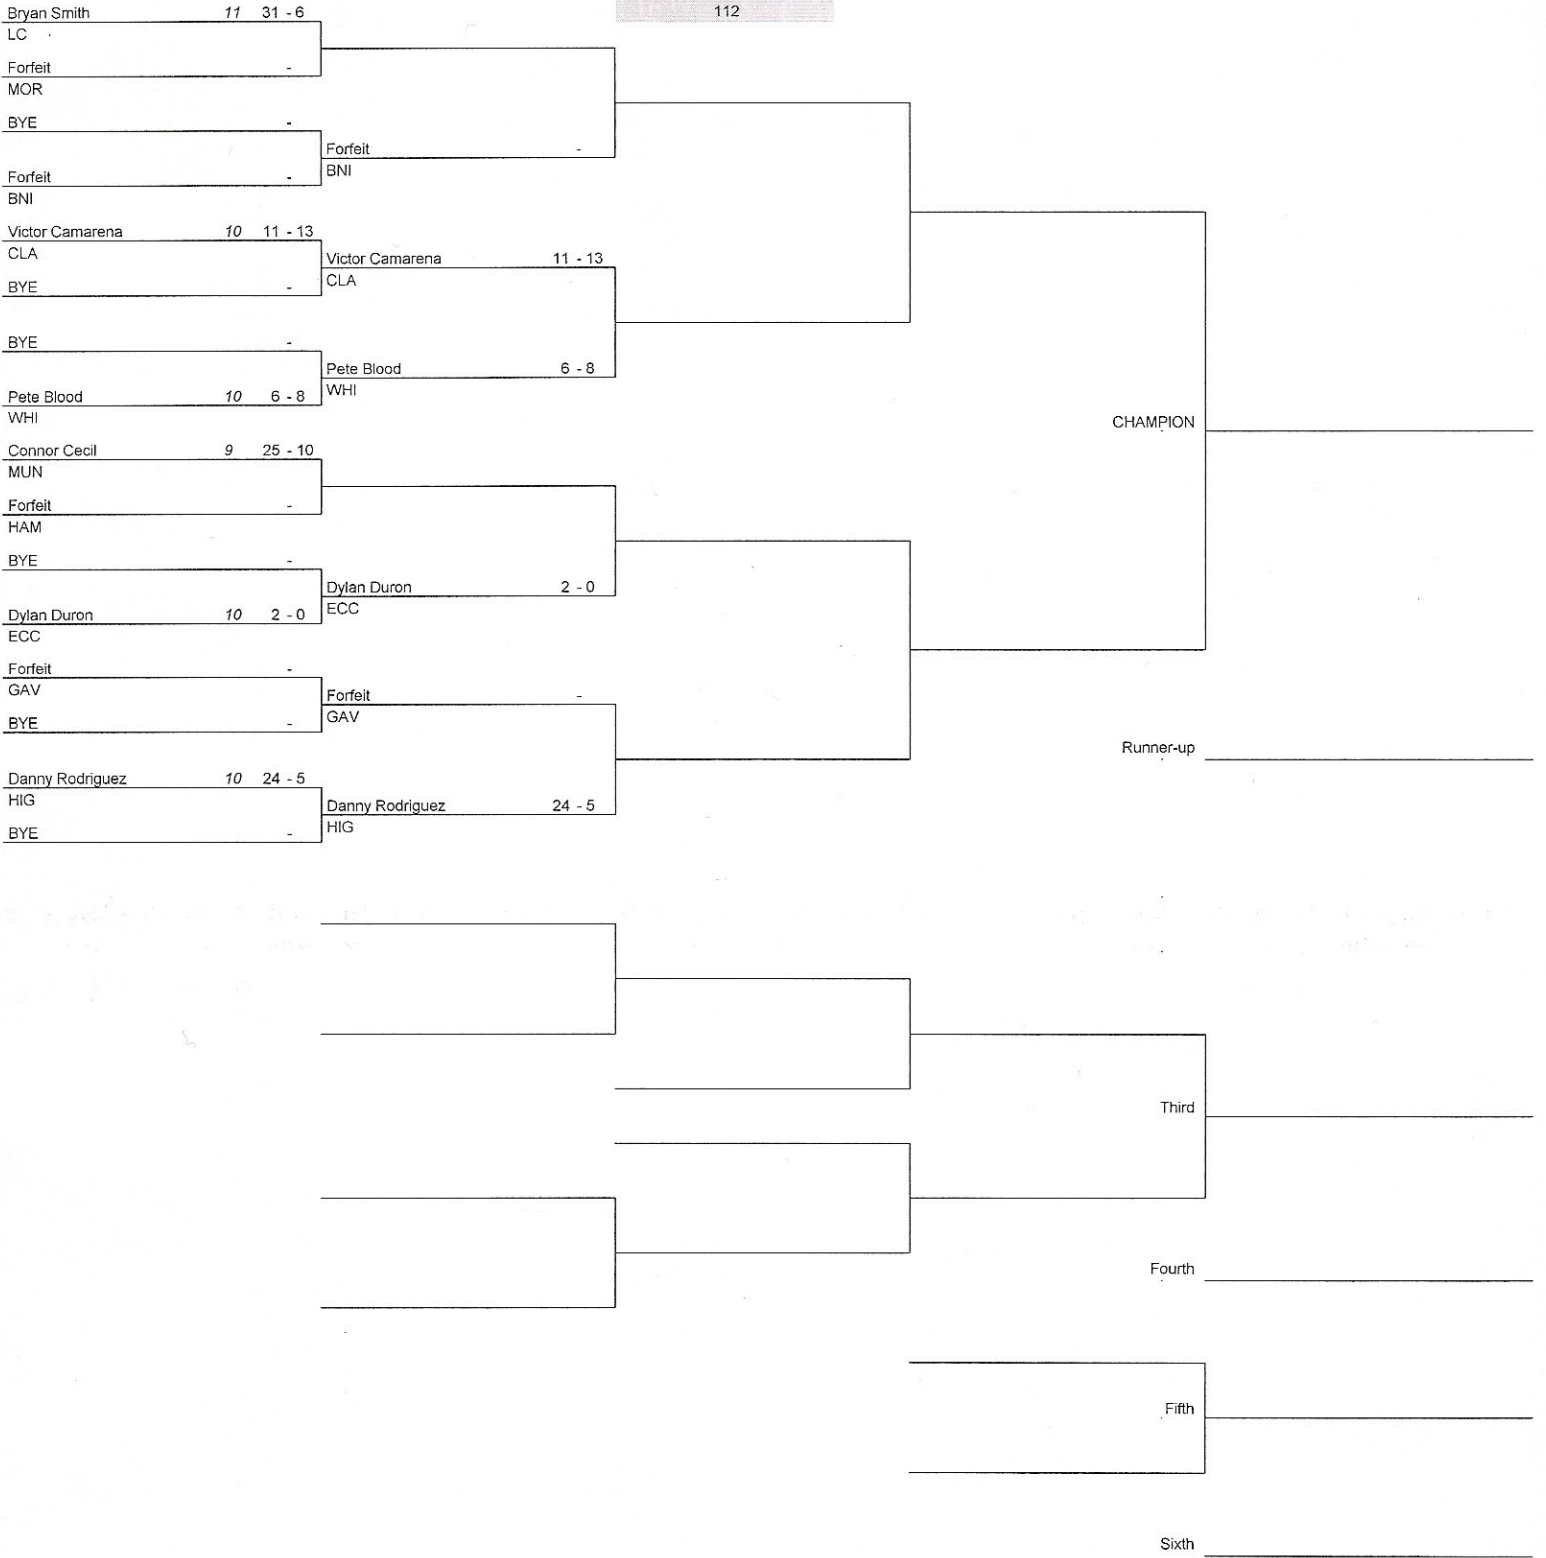 112
Bryan Smith 11 31 - 6
LC
Forfeit -
MOR
BYE -
Forfeit -
BNI
Forfeit -
BNI
Victor Camarena 10 11 - 13
CLA
Victor Camarena 11 - 13
CLA
BYE -
BYE -
Pete Blood 6 - 8
WHI
Pete Blood 10 6 - 8
WHI
Connor Cecil 9 25 - 10
MUN
Forfeit -
HAM
BYE -
Dylan Duron 2 - 0
ECC
Dylan Duron 10 2 - 0
ECC
Forfeit -
GAV
Forfeit -
GAV
BYE -
Danny Rodriguez 10 24 - 5
HIG
Danny Rodriguez 24 - 5
HIG
BYE -
CHAMPION
Runner-up
Third
Fourth
Fifth
Sixth